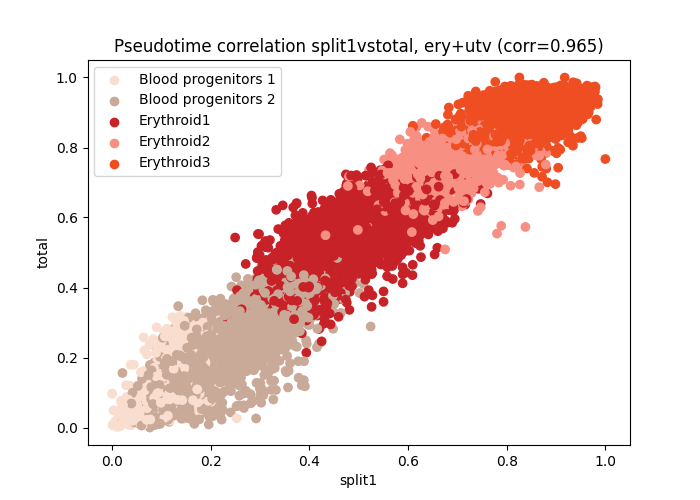 Pseudotime correlation split1vstotal, ery+utv (corr=0.965)
Blood progenitors 1
Blood progenitors 2
Erythroid1
Erythroid2
Erythroid3
1.0
0.8
0.6
0.4
0.2
0.0
total
0.0 0.2 0.4 0.6 0.8 1.0
split1